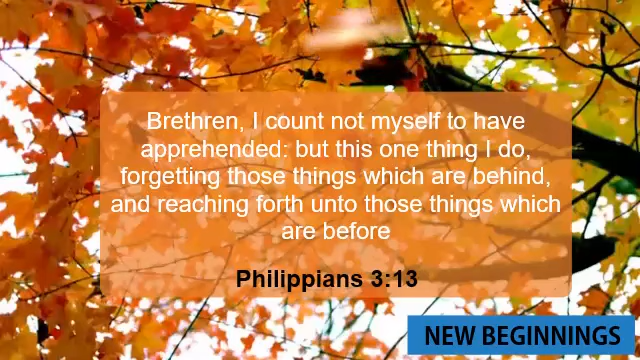 Brethren, I count not myself to have
apprehended: but this one thing I do,
forgetting those things which are behind,
and reaching forth unto those things which
are before
Philippians 3:13
NEW BEGINNINGS